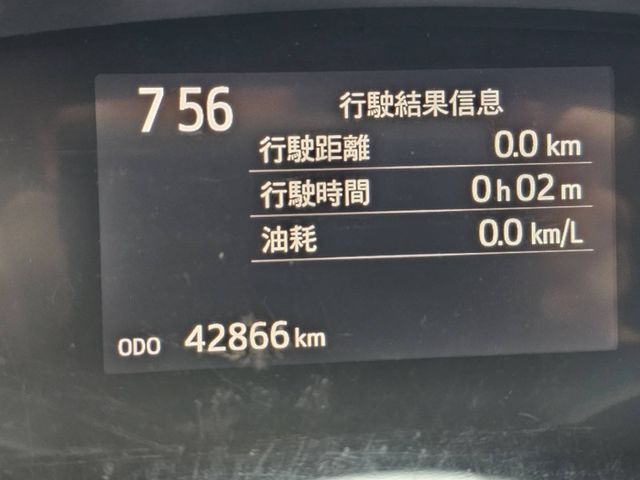 7 56
行駛結果信息
行駛距離 0.0 km
行駛時間 0 h 02 m
油耗 0.0 km/L
ODO 42866 km